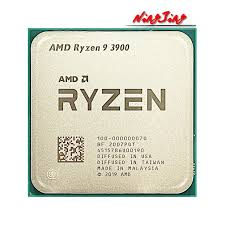 NingJing
AMD Ryzen 9 3900
AMD
RYZEN
100-000000070
BF 2007PGT
DIFFUSED IN USA
DIFFUSED IN TAIWAN
MADE IN MALAYSIA
© 2019 AMD